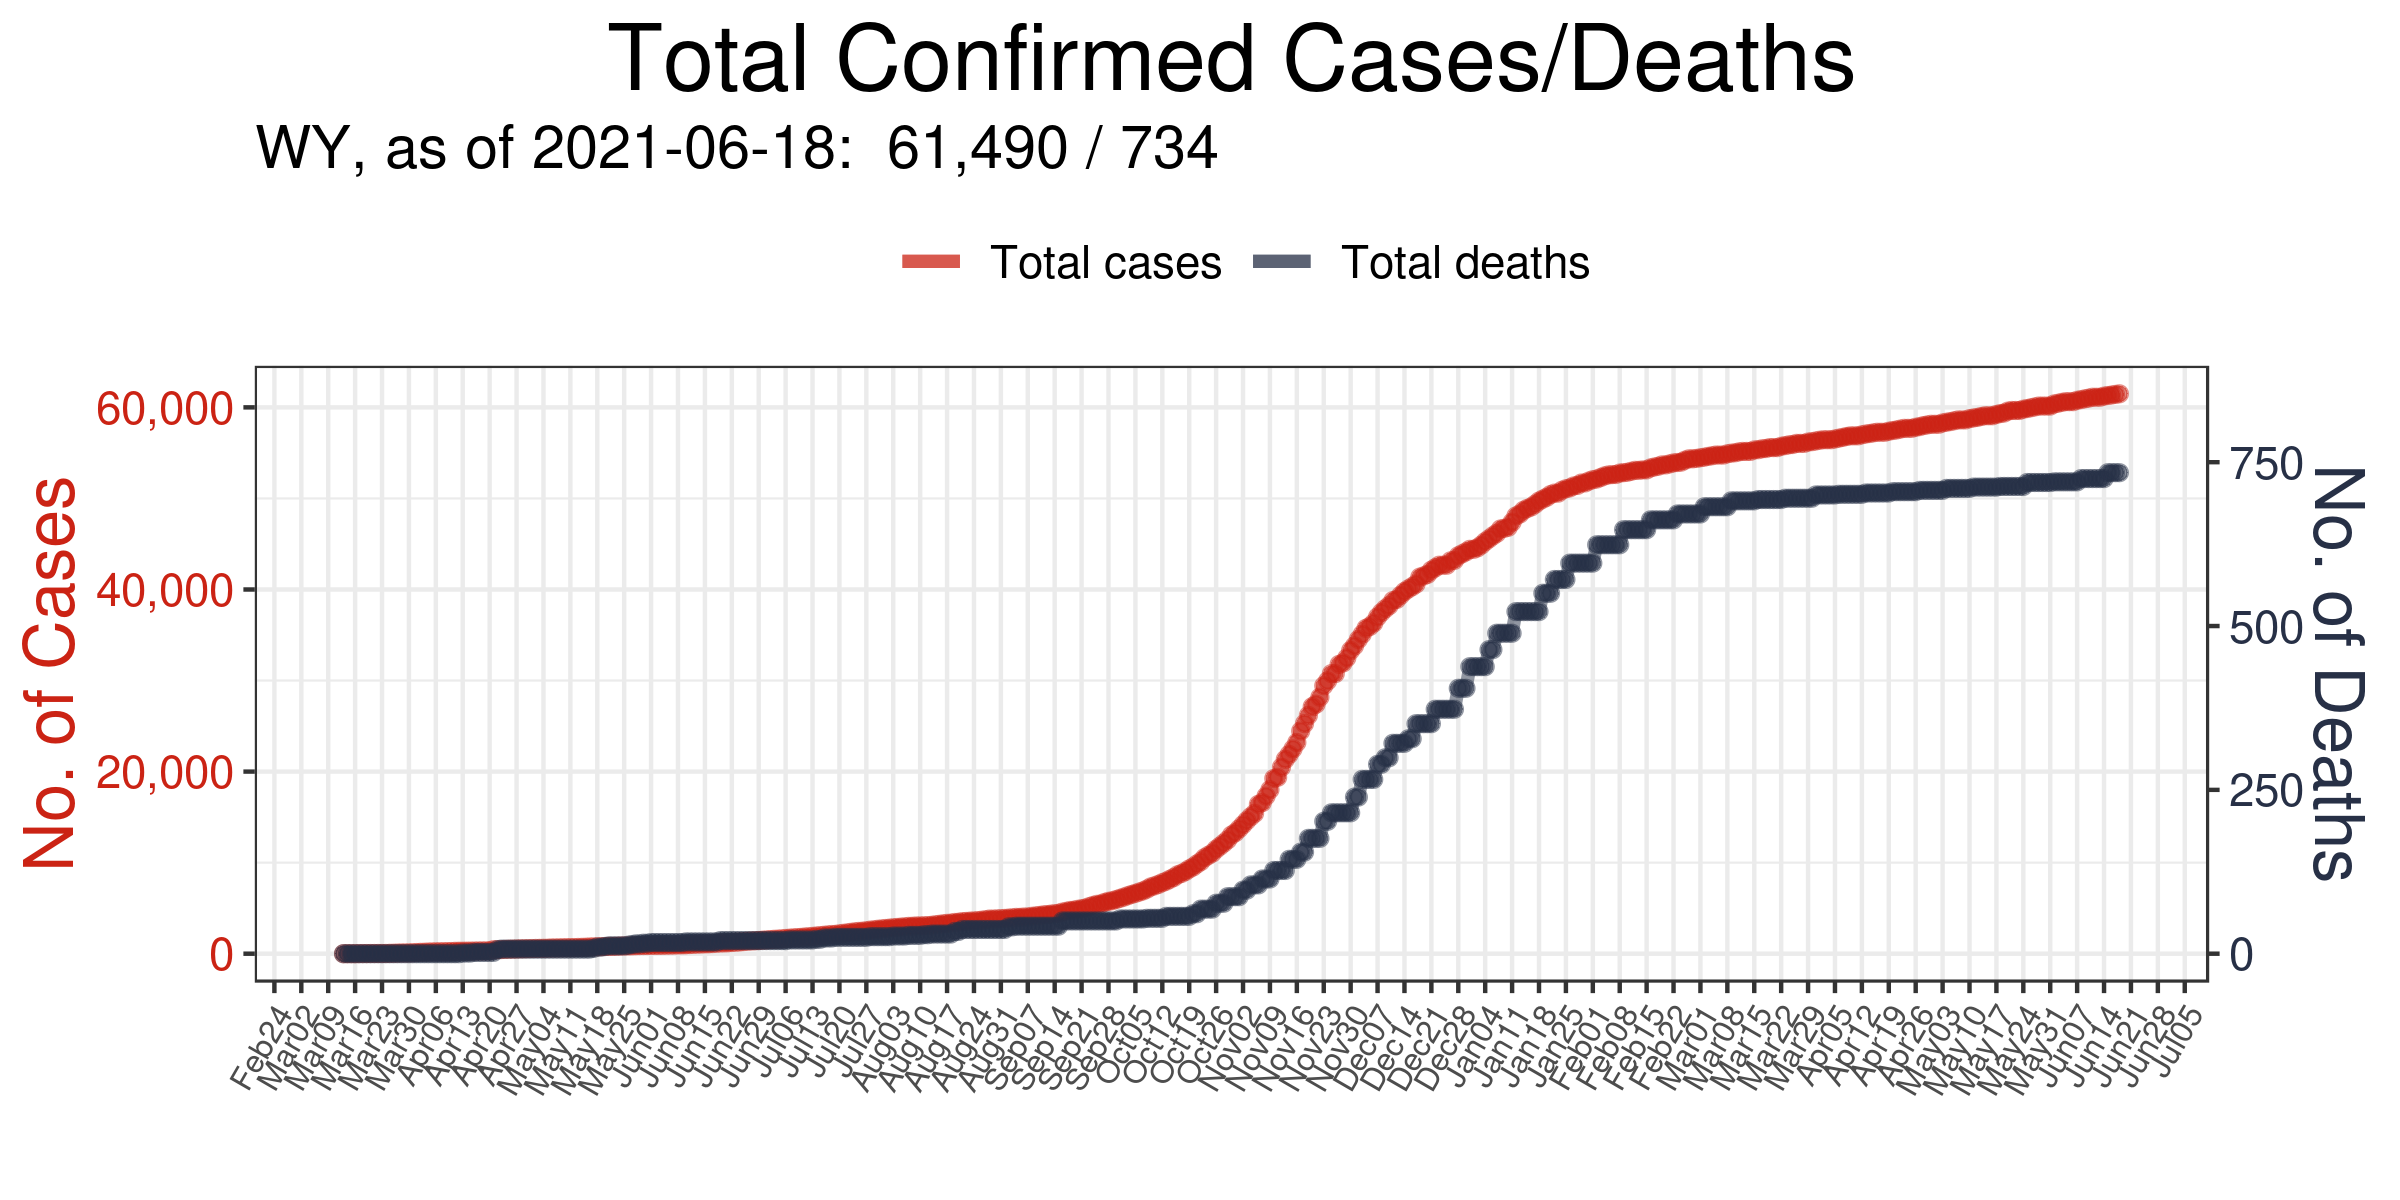 Total Confirmed Cases/Deaths
WY, as of 2021-06-18:  61,490 / 734
Total cases
Total deaths
No. of Cases
60,000
40,000
20,000
0
750
500
250
0
No. of Deaths
Feb24
Mar02
Mar09
Mar16
Mar23
Mar30
Apr06
Apr13
Apr20
Apr27
May04
May11
May18
May25
Jun01
Jun08
Jun15
Jun22
Jun29
Jul06
Jul13
Jul20
Jul27
Aug03
Aug10
Aug17
Aug24
Aug31
Sep07
Sep14
Sep21
Sep28
Oct05
Oct12
Oct19
Oct26
Nov02
Nov09
Nov16
Nov23
Nov30
Dec07
Dec14
Dec21
Dec28
Jan04
Jan11
Jan18
Jan25
Feb01
Feb08
Feb15
Feb22
Mar01
Mar08
Mar15
Mar22
Mar29
Apr05
Apr12
Apr19
Apr26
May03
May10
May17
May24
May31
Jun07
Jun14
Jun21
Jun28
Jul05